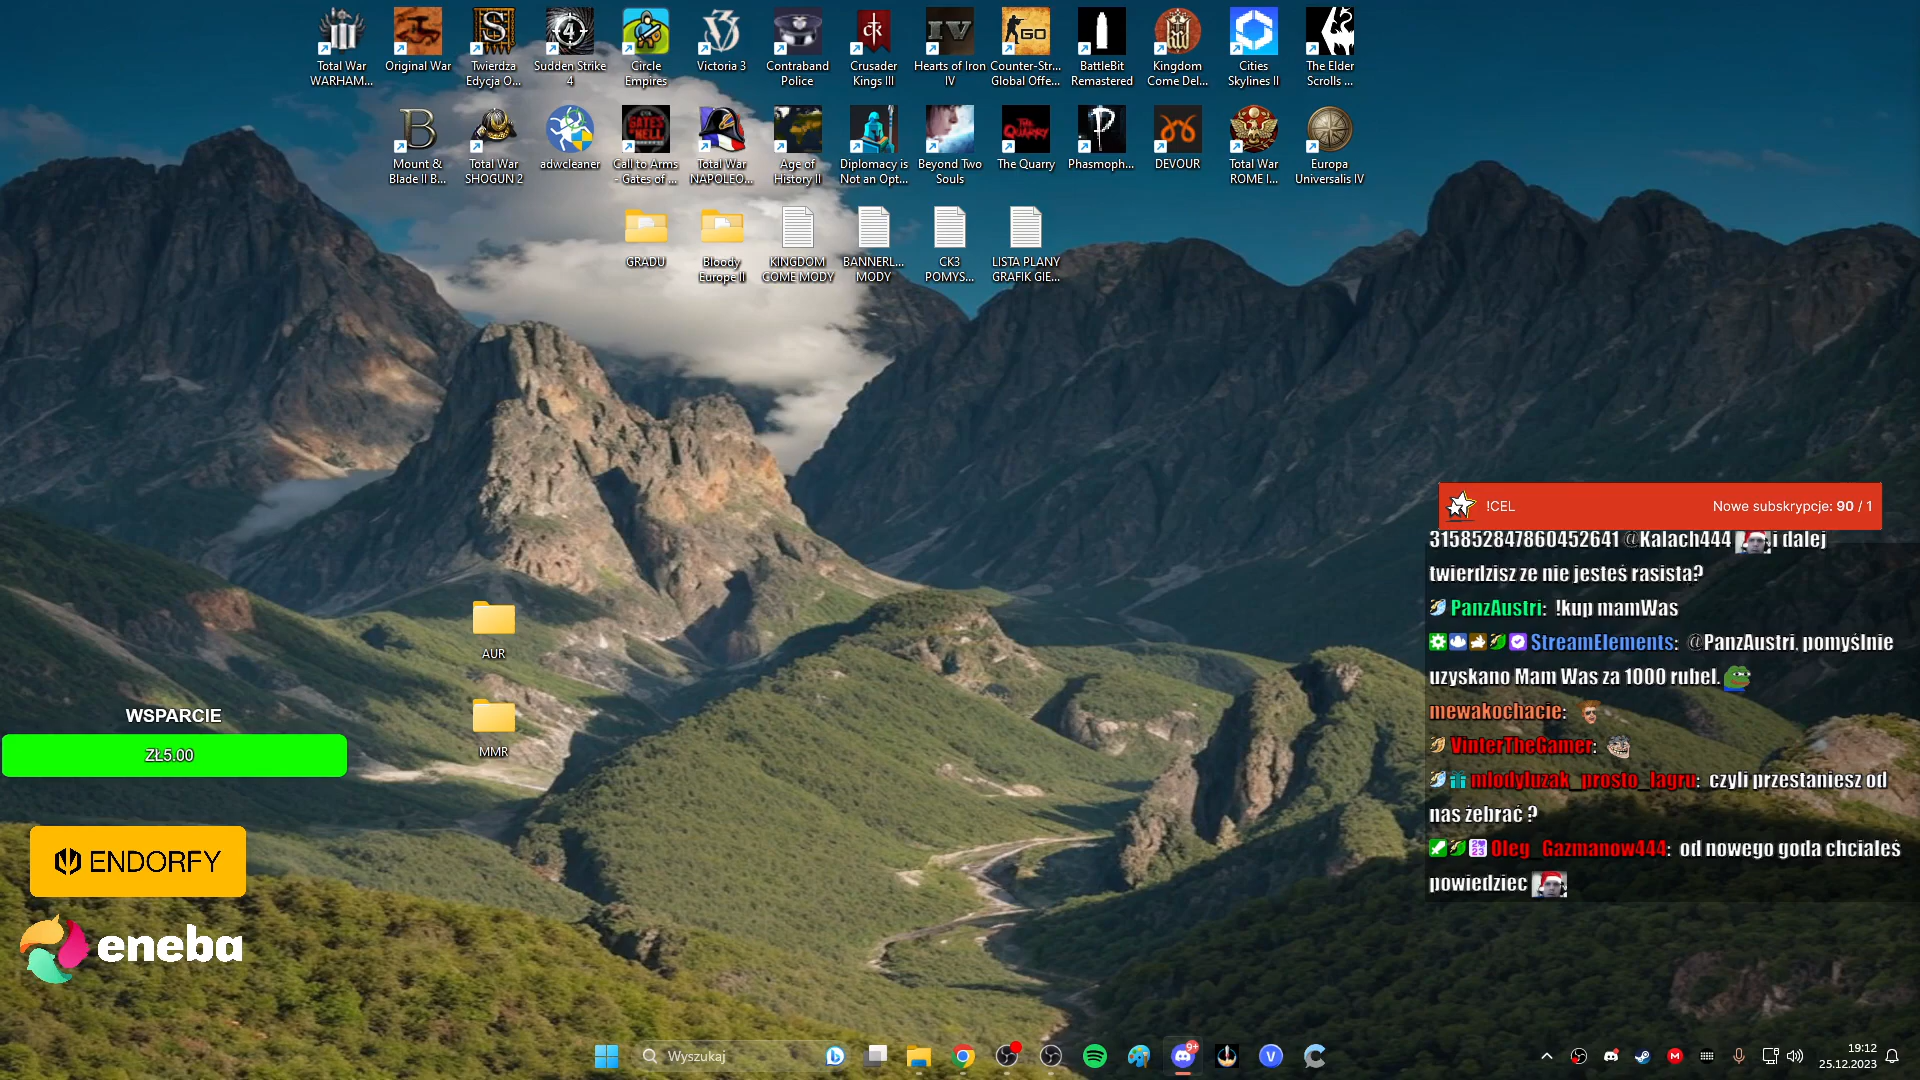 Total War WARHAM...
Original War
Twierdza Edycja O...
Sudden Strike 4
Circle Empires
Victoria 3
Contraband Police
Crusader Kings III
Hearts of Iron IV
Counter-Str... Global Offe...
BattleBit Remastered
Kingdom Come Del...
Cities Skylines II
The Elder Scrolls ...
Mount & Blade II B...
Total War SHOGUN 2
adwcleaner
Call to Arms - Gates of ...
Total War NAPOLEO...
Age of History II
Diplomacy is Not an Opt...
Beyond Two Souls
The Quarry
Phasmoph...
DEVOUR
Total War ROME I...
Europa Universalis IV
GRADU
Bloody Europe II
KINGDOM COME MODY
BANNERL... MODY
CK3 POMYS...
LISTA PLANY GRAFIK GIE...
AUR
MMR
WSPARCIE
ZŁ5.00
ENDORFY
eneba
!CEL
Nowe subskrypcje: 90 / 1
315852847860452641 @Kalach444 i dalej
twierdzisz ze nie jesteś rasista?
PanzAustri: !kup mamWas
StreamElements: @PanzAustri, pomyślnie
uzyskano Mam Was za 1000 rubel.
mewakochacie:
VinterTheGamer:
mlodyluzak_prosto_lagru: czyli przestaniesz od
nas żebrać ?
Oleg_Gazmanow444: od nowego goda chciałeś
powiedziec
Wyszukaj
9+
19:12
25.12.2023